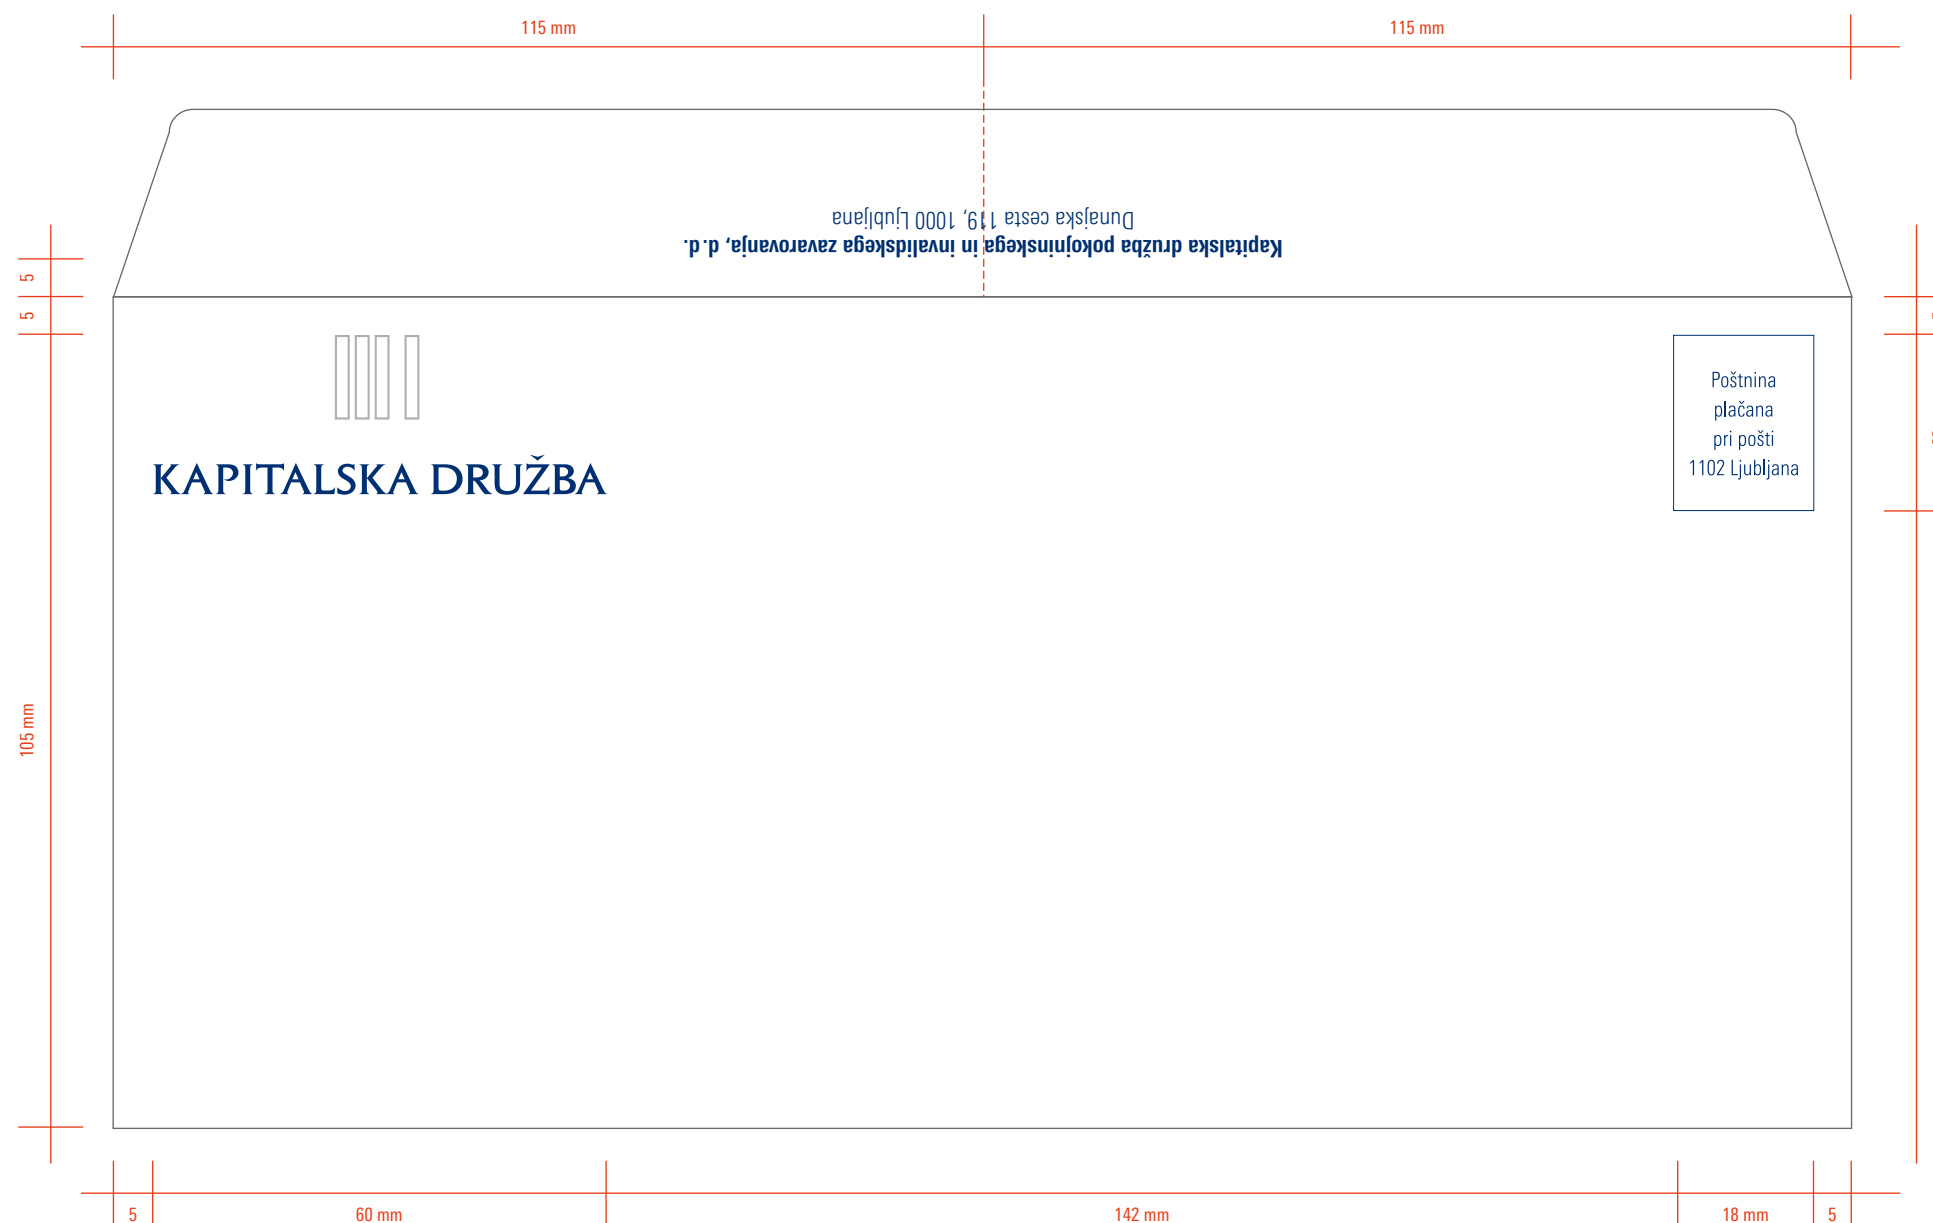 115 mm
115 mm
Kapitalska družba pokojninskega in invalidskega zavarovanja, d.d.
Dunajska cesta 119, 1000 Ljubljana
5
5
KAPITALSKA DRUŽBA
Poštnina
plačana
pri pošti
1102 Ljubljana
105 mm
5
60 mm
142 mm
18 mm
5